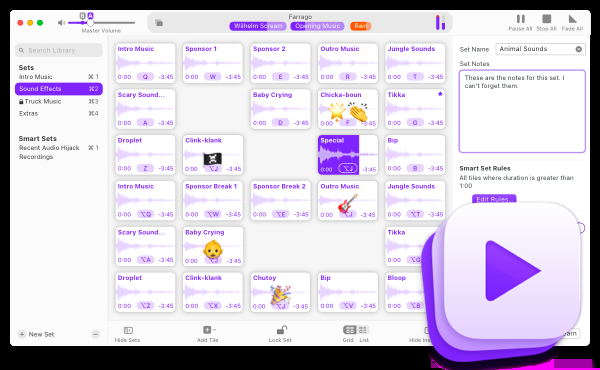 B A
Master Volume
Farrago
Wilhelm Scream Opening Music Rain
Pause All Stop All Fade All
Search Library
Sets
Intro Music ⌘ 1
Sound Effects ⌘2
Truck Music ⌘3
Extras ⌘4
Smart Sets
Recent Audio Hijack Recordings ⌘ 1
New Set
Intro Music Sponsor 1 Sponsor 2 Outro Music Jungle Sounds
0:00 Q -3:45 0:00 W -3:45 0:00 E -3:45 0:00 R -3:45 0:00 T -3:45
Scary Sound... Baby Crying Chicka-boun Tikka
0:00 A -3:45 0:00 D -3:45 0:00 F -3:45 0:00 G -3:45
Droplet Clink-klank Special Bip
0:00 Z -3:45 0:00 ⌥J -3:45 0:00 ⌥J -3:45 0:00 B -3:45
Intro Music Sponsor Break 1 Sponsor Break 2 Outro Music Jungle Sounds
0:00 ⌥Q -3:45 0:00 ⌥W -3:45 0:00 ⌥E -3:45 0:00 ⌥J -3:45 0:00 ⌥T -3:45
Scary Sound... Baby Crying Tikka
0:00 ⌥A -3:45 0:00 ⌥J -3:45 0:00 ⌥G
Droplet Clink-klank Chutoy Bip Bloop
0:00 ⌥Z -3:45 0:00 ⌥X -3:45 0:00 ⌥J -3:45 0:00 ⌥V -3:45 0:00 ⌥B
Hide Sets Add Tile Lock Set Grid List
Set Name Animal Sounds
Set Notes
These are the notes for this set. I
can't forget them.
Smart Set Rules
All tiles where duration is greater than
1:00
Edit Rules...